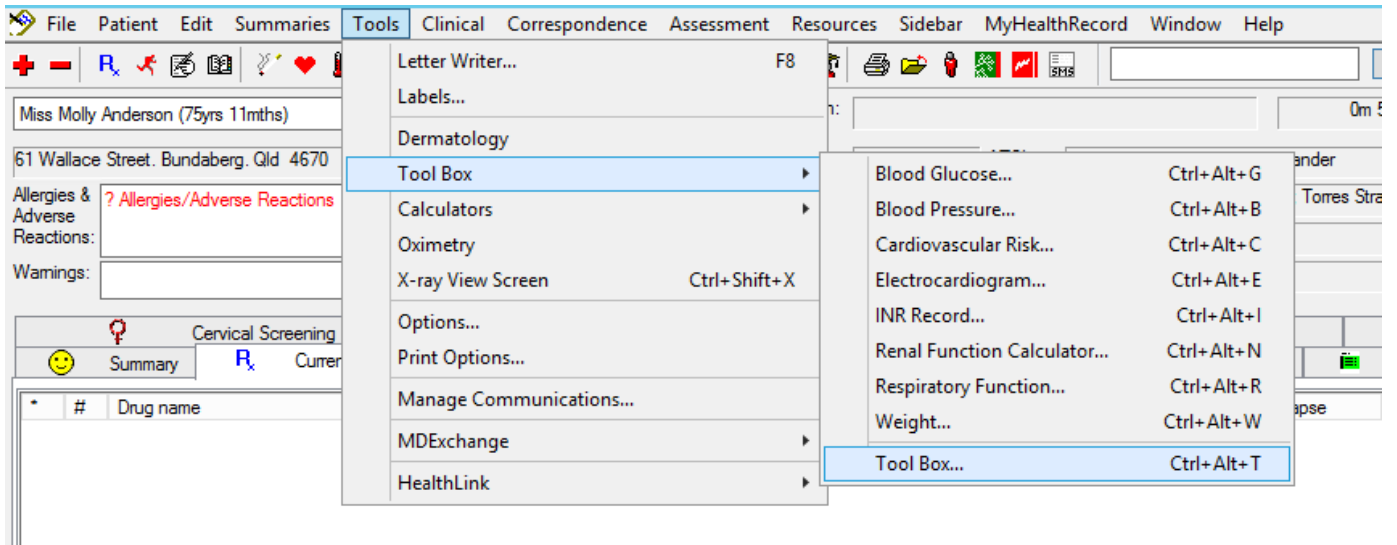 File Patient Edit Summaries Tools Clinical Correspondence Assessment Resources Sidebar MyHealthRecord Window Help
Rx SMS
Miss Molly Anderson (75yrs 11mths)
n:
0m
61 Wallace Street. Bundaberg. Qld 4670
ander
Allergies &
Adverse
Reactions:
? Allergies/Adverse Reactions
Torres Stra
Warnings:
Cervical Screening
Summary
Rx Curren
* # Drug name
apse
Letter Writer... F8
Labels...
Dermatology
Tool Box
Calculators
Oximetry
X-ray View Screen Ctrl+Shift+X
Options...
Print Options...
Manage Communications...
MDExchange
HealthLink
Blood Glucose... Ctrl+Alt+G
Blood Pressure... Ctrl+Alt+B
Cardiovascular Risk... Ctrl+Alt+C
Electrocardiogram... Ctrl+Alt+E
INR Record... Ctrl+Alt+I
Renal Function Calculator... Ctrl+Alt+N
Respiratory Function... Ctrl+Alt+R
Weight... Ctrl+Alt+W
Tool Box... Ctrl+Alt+T